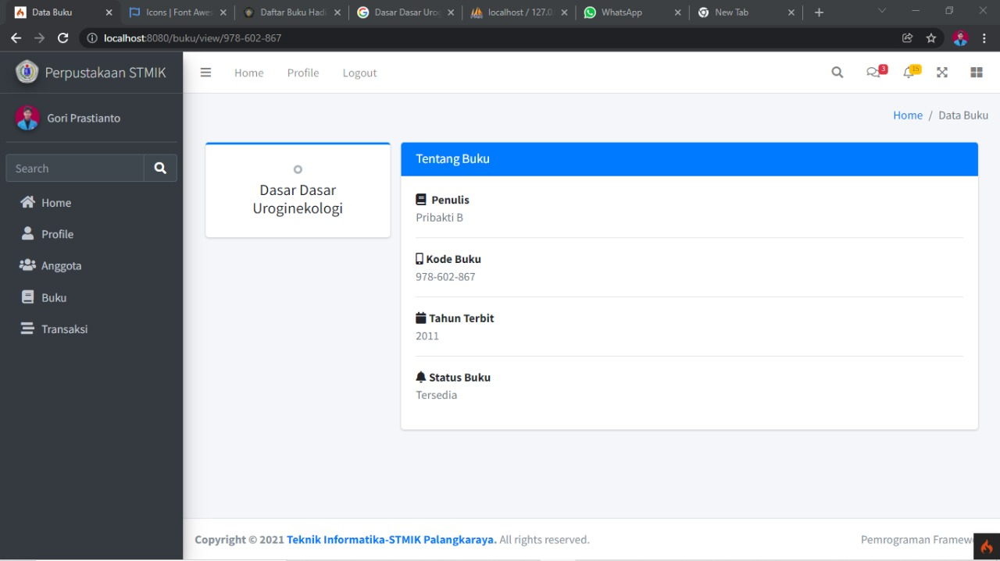 Data Buku
Icons | Font Awes
Daftar Buku Hadi
Dasar Dasar Urog
localhost / 127.0.
WhatsApp
New Tab
localhost:8080/buku/view/978-602-867
Perpustakaan STMIK
Home
Profile
Logout
3
15
Gori Prastianto
Home / Data Buku
Search
Home
Profile
Anggota
Buku
Transaksi
Dasar Dasar
Uroginekologi
Tentang Buku
Penulis
Pribakti B
Kode Buku
978-602-867
Tahun Terbit
2011
Status Buku
Tersedia
Copyright © 2021 Teknik Informatika-STMIK Palangkaraya. All rights reserved.
Pemrograman Framew